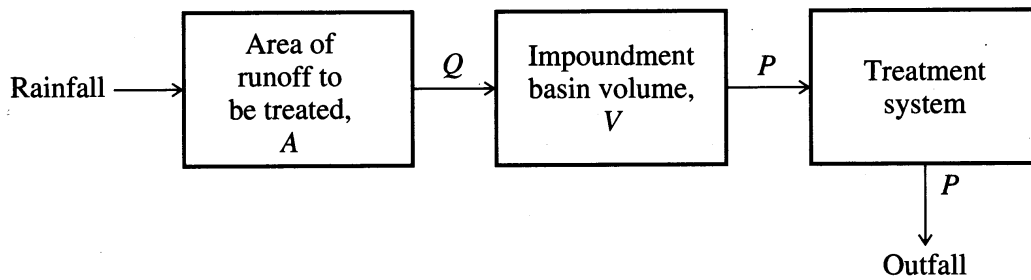 Rainfall
Area of
runoff to
be treated,
A
Q
Impoundment
basin volume,
V
P
Treatment
system
P
Outfall